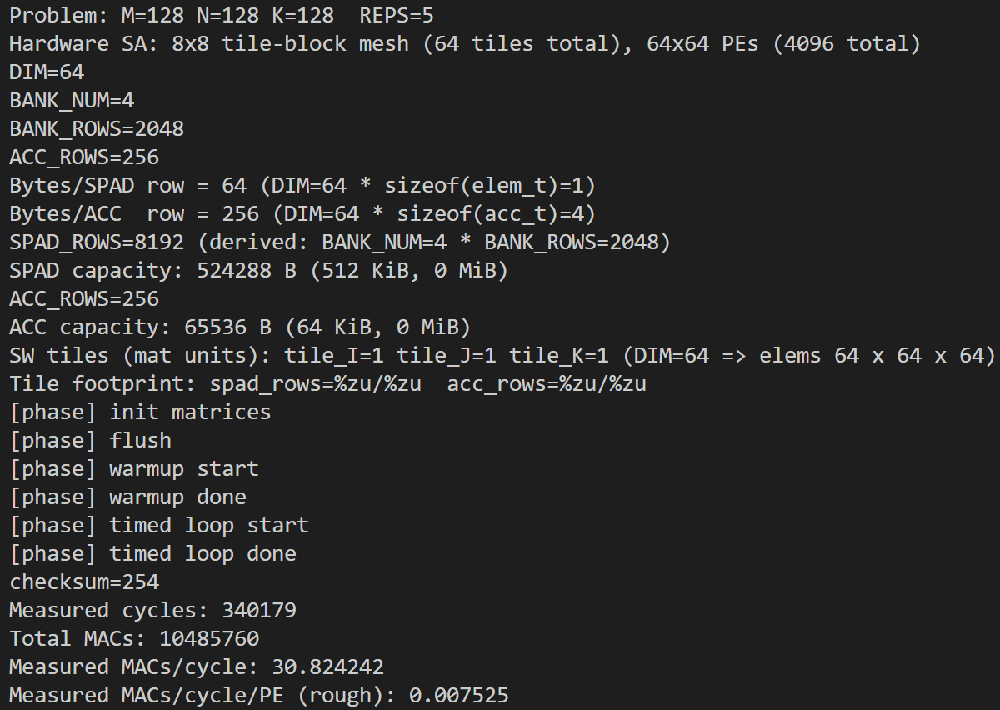 Problem: M=128 N=128 K=128  REPS=5
Hardware SA: 8x8 tile-block mesh (64 tiles total), 64x64 PEs (4096 total)
DIM=64
BANK_NUM=4
BANK_ROWS=2048
ACC_ROWS=256
Bytes/SPAD row = 64 (DIM=64 * sizeof(elem_t)=1)
Bytes/ACC  row = 256 (DIM=64 * sizeof(acc_t)=4)
SPAD_ROWS=8192 (derived: BANK_NUM=4 * BANK_ROWS=2048)
SPAD capacity: 524288 B (512 KiB, 0 MiB)
ACC_ROWS=256
ACC capacity: 65536 B (64 KiB, 0 MiB)
SW tiles (mat units): tile_I=1 tile_J=1 tile_K=1 (DIM=64 => elems 64 x 64 x 64)
Tile footprint: spad_rows=%zu/%zu  acc_rows=%zu/%zu
[phase] init matrices
[phase] flush
[phase] warmup start
[phase] warmup done
[phase] timed loop start
[phase] timed loop done
checksum=254
Measured cycles: 340179
Total MACs: 10485760
Measured MACs/cycle: 30.824242
Measured MACs/cycle/PE (rough): 0.007525